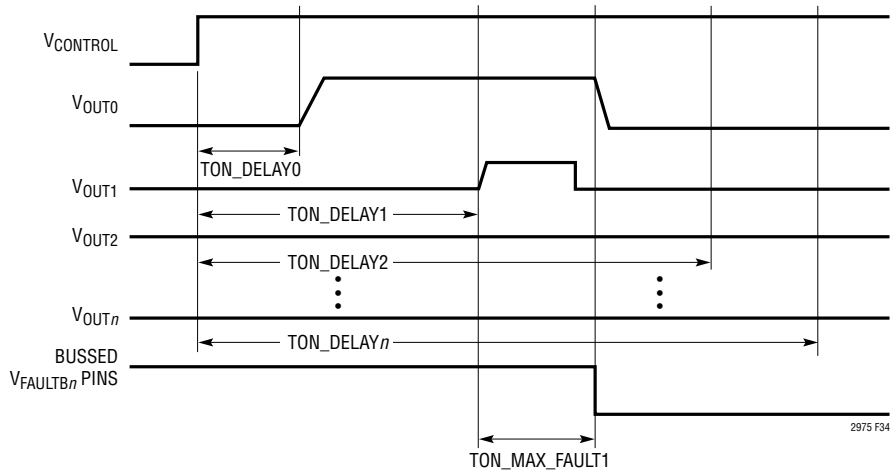 VCONTROL
VOUT0
TON_DELAY0
VOUT1
TON_DELAY1
VOUT2
TON_DELAY2
VOUTn
TON_DELAYn
BUSSED
VFAULTBn PINS
2975 F34
TON_MAX_FAULT1